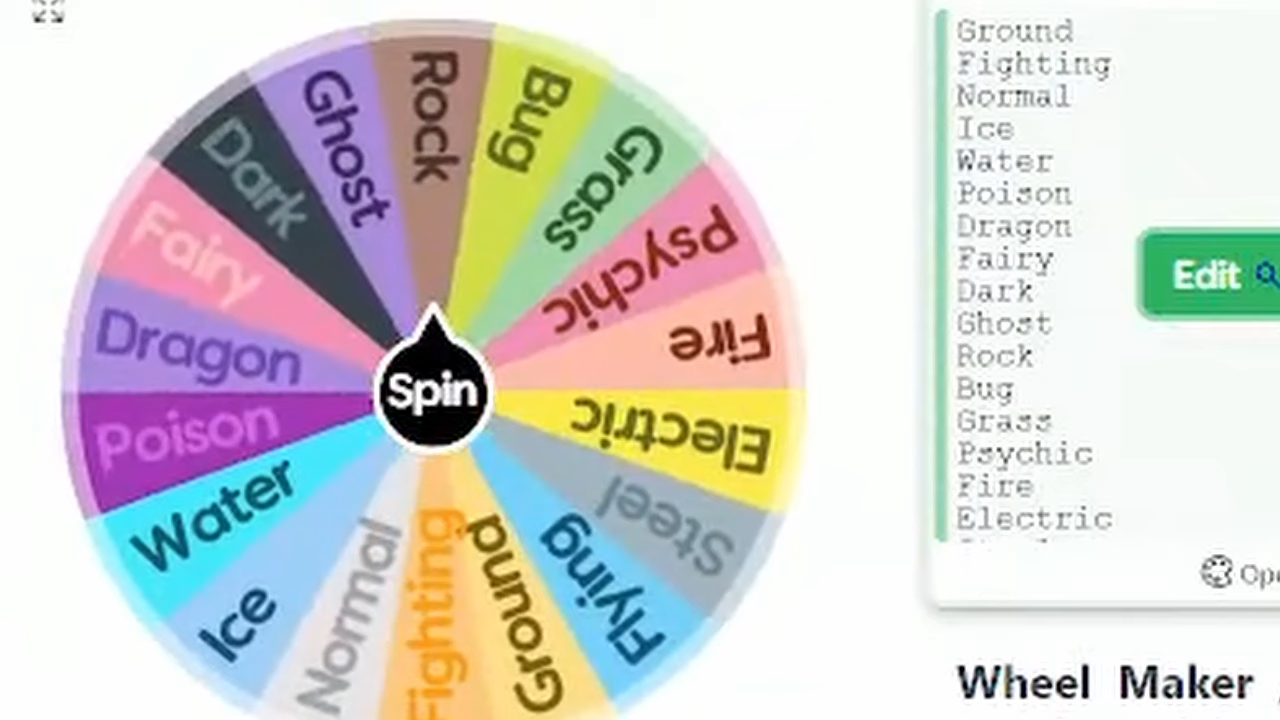 Rock
Bug
Grass
Psychic
Fire
Electric
Steel
Flying
Ground
Fighting
Normal
Ice
Water
Poison
Dragon
Fairy
Dark
Ghost
Spin
Ground
Fighting
Normal
Ice
Water
Poison
Dragon
Fairy
Dark
Ghost
Rock
Bug
Grass
Psychic
Fire
Electric
Edit
Ope
Wheel Maker